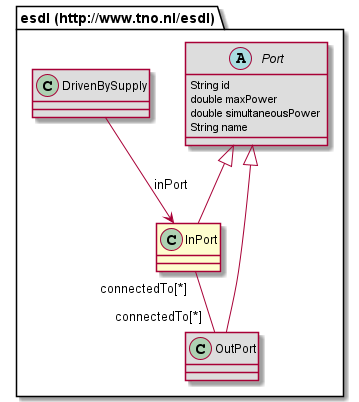 esdl (http://www.tno.nl/esdl)
C DrivenBySupply
A Port
String id
double maxPower
double simultaneousPower
String name
inPort
C InPort
connectedTo[*]
connectedTo[*]
C OutPort